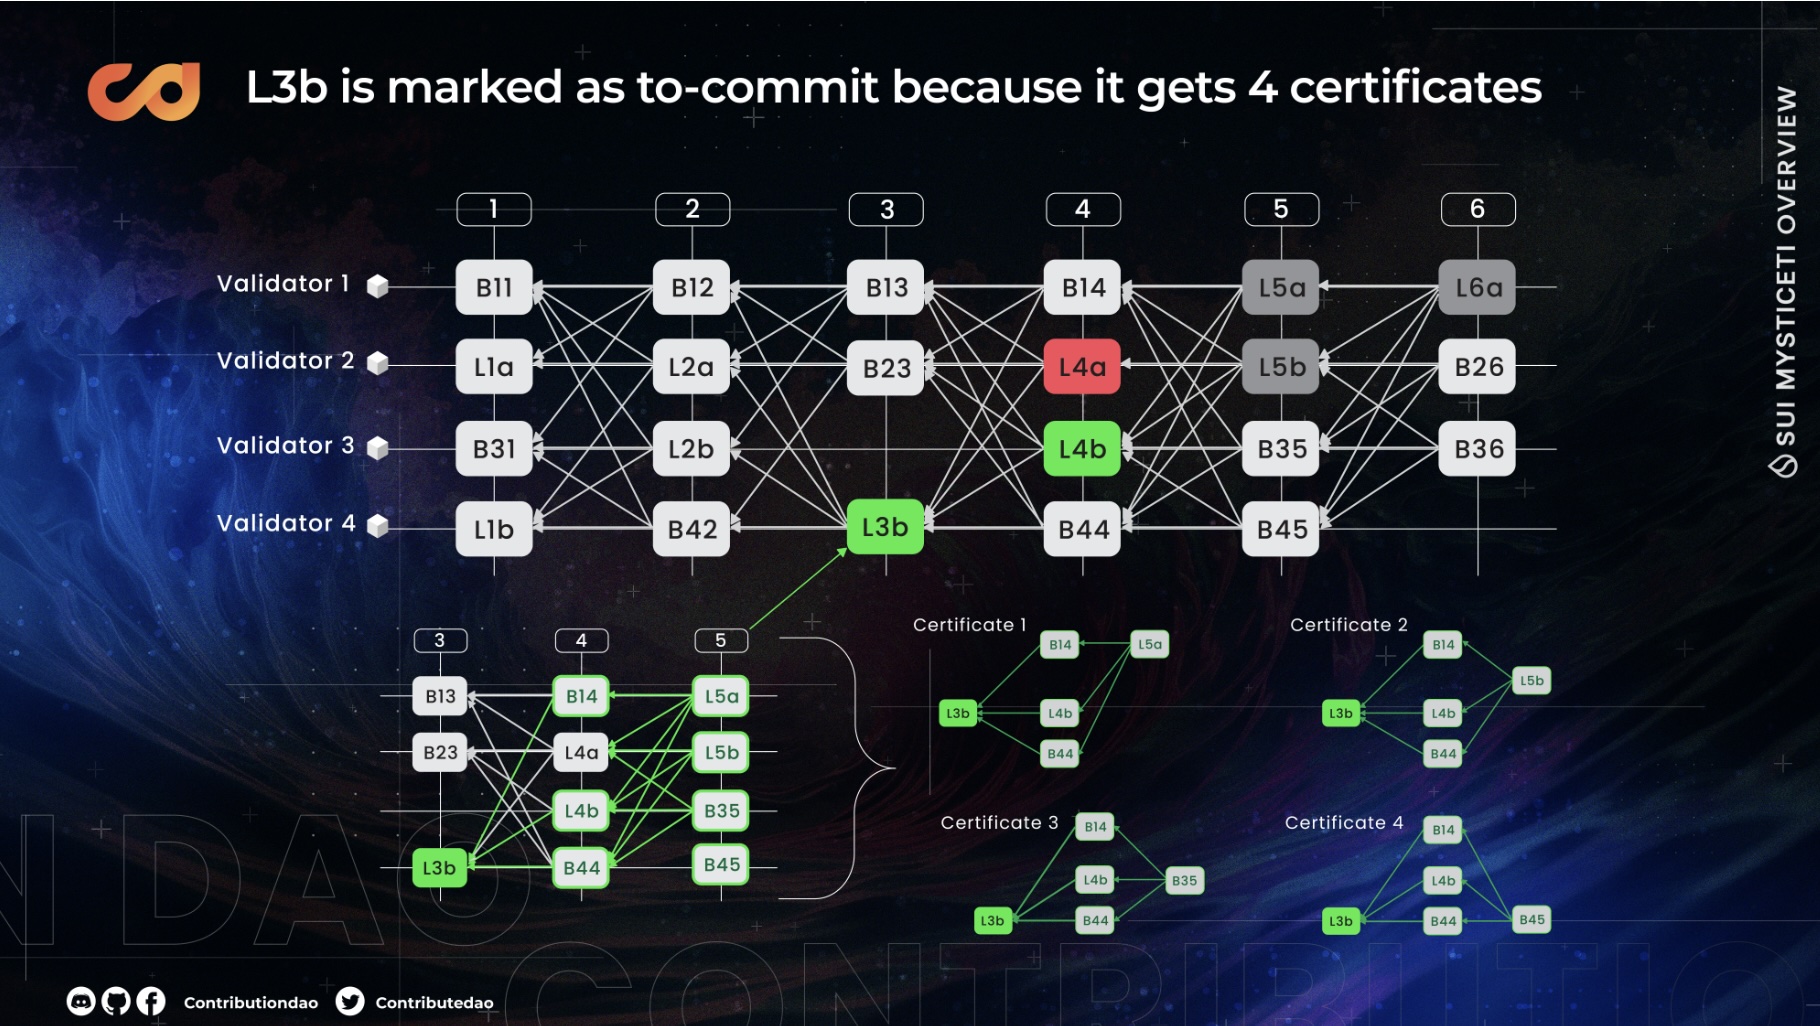 L3b is marked as to-commit because it gets 4 certificates
SUI MYSTICETI OVERVIEW
1 2 3 4 5 6
Validator 1 B11 B12 B13 B14 L5a L6a
Validator 2 L1a L2a B23 L4a L5b B26
Validator 3 B31 L2b L4b B35 B36
Validator 4 L1b B42 L3b B44 B45
3 4 5
B13 B14 L5a
B23 L4a L5b
L4b B35
L3b B44 B45
Certificate 1
B14 L5a
L3b L4b
B44
Certificate 2
B14
L5b
L3b L4b
B44
Certificate 3
B14
L4b B35
L3b B44
Certificate 4
B14
L4b
L3b B44 B45
N DAO
CONTRIBUTIO
Contributiondao Contributedao